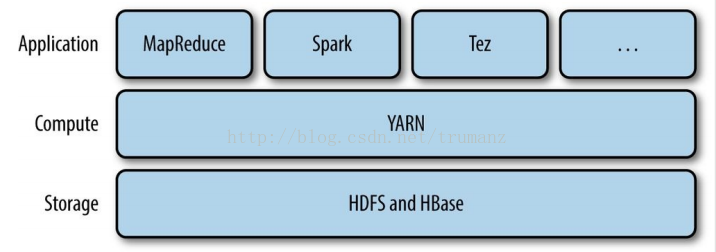 Application MapReduce Spark Tez ...
Compute YARN
http://blog.csdn.net/trumanz
Storage HDFS and HBase